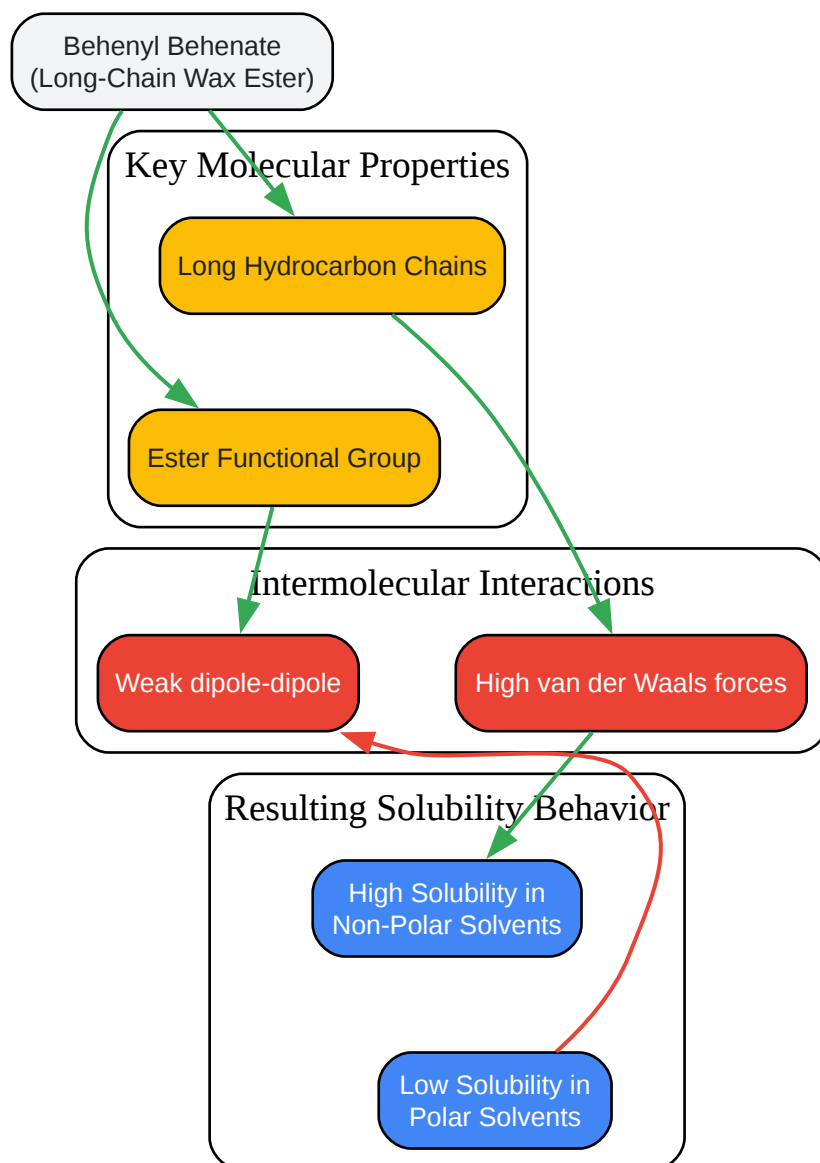 Behenyl Behenate
(Long-Chain Wax Ester)
Key Molecular Properties
Long Hydrocarbon Chains
Ester Functional Group
Intermolecular Interactions
Weak dipole-dipole
High van der Waals forces
Resulting Solubility Behavior
High Solubility in
Non-Polar Solvents
Low Solubility in
Polar Solvents